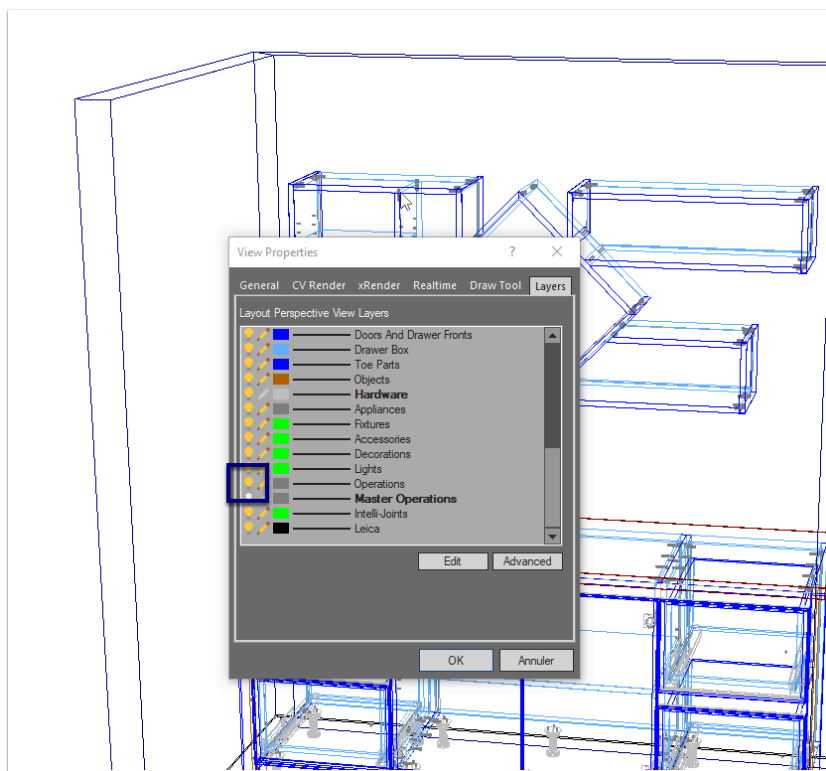 View Properties ?
General CV Render xRender Realtime Draw Tool Layers
Layout Perspective View Layers
Doors And Drawer Fronts
Drawer Box
Toe Parts
Objects
Hardware
Appliances
Fixtures
Accessories
Decorations
Lights
Operations
Master Operations
Intelli-Joints
Leica
Edit Advanced
OK Annuler